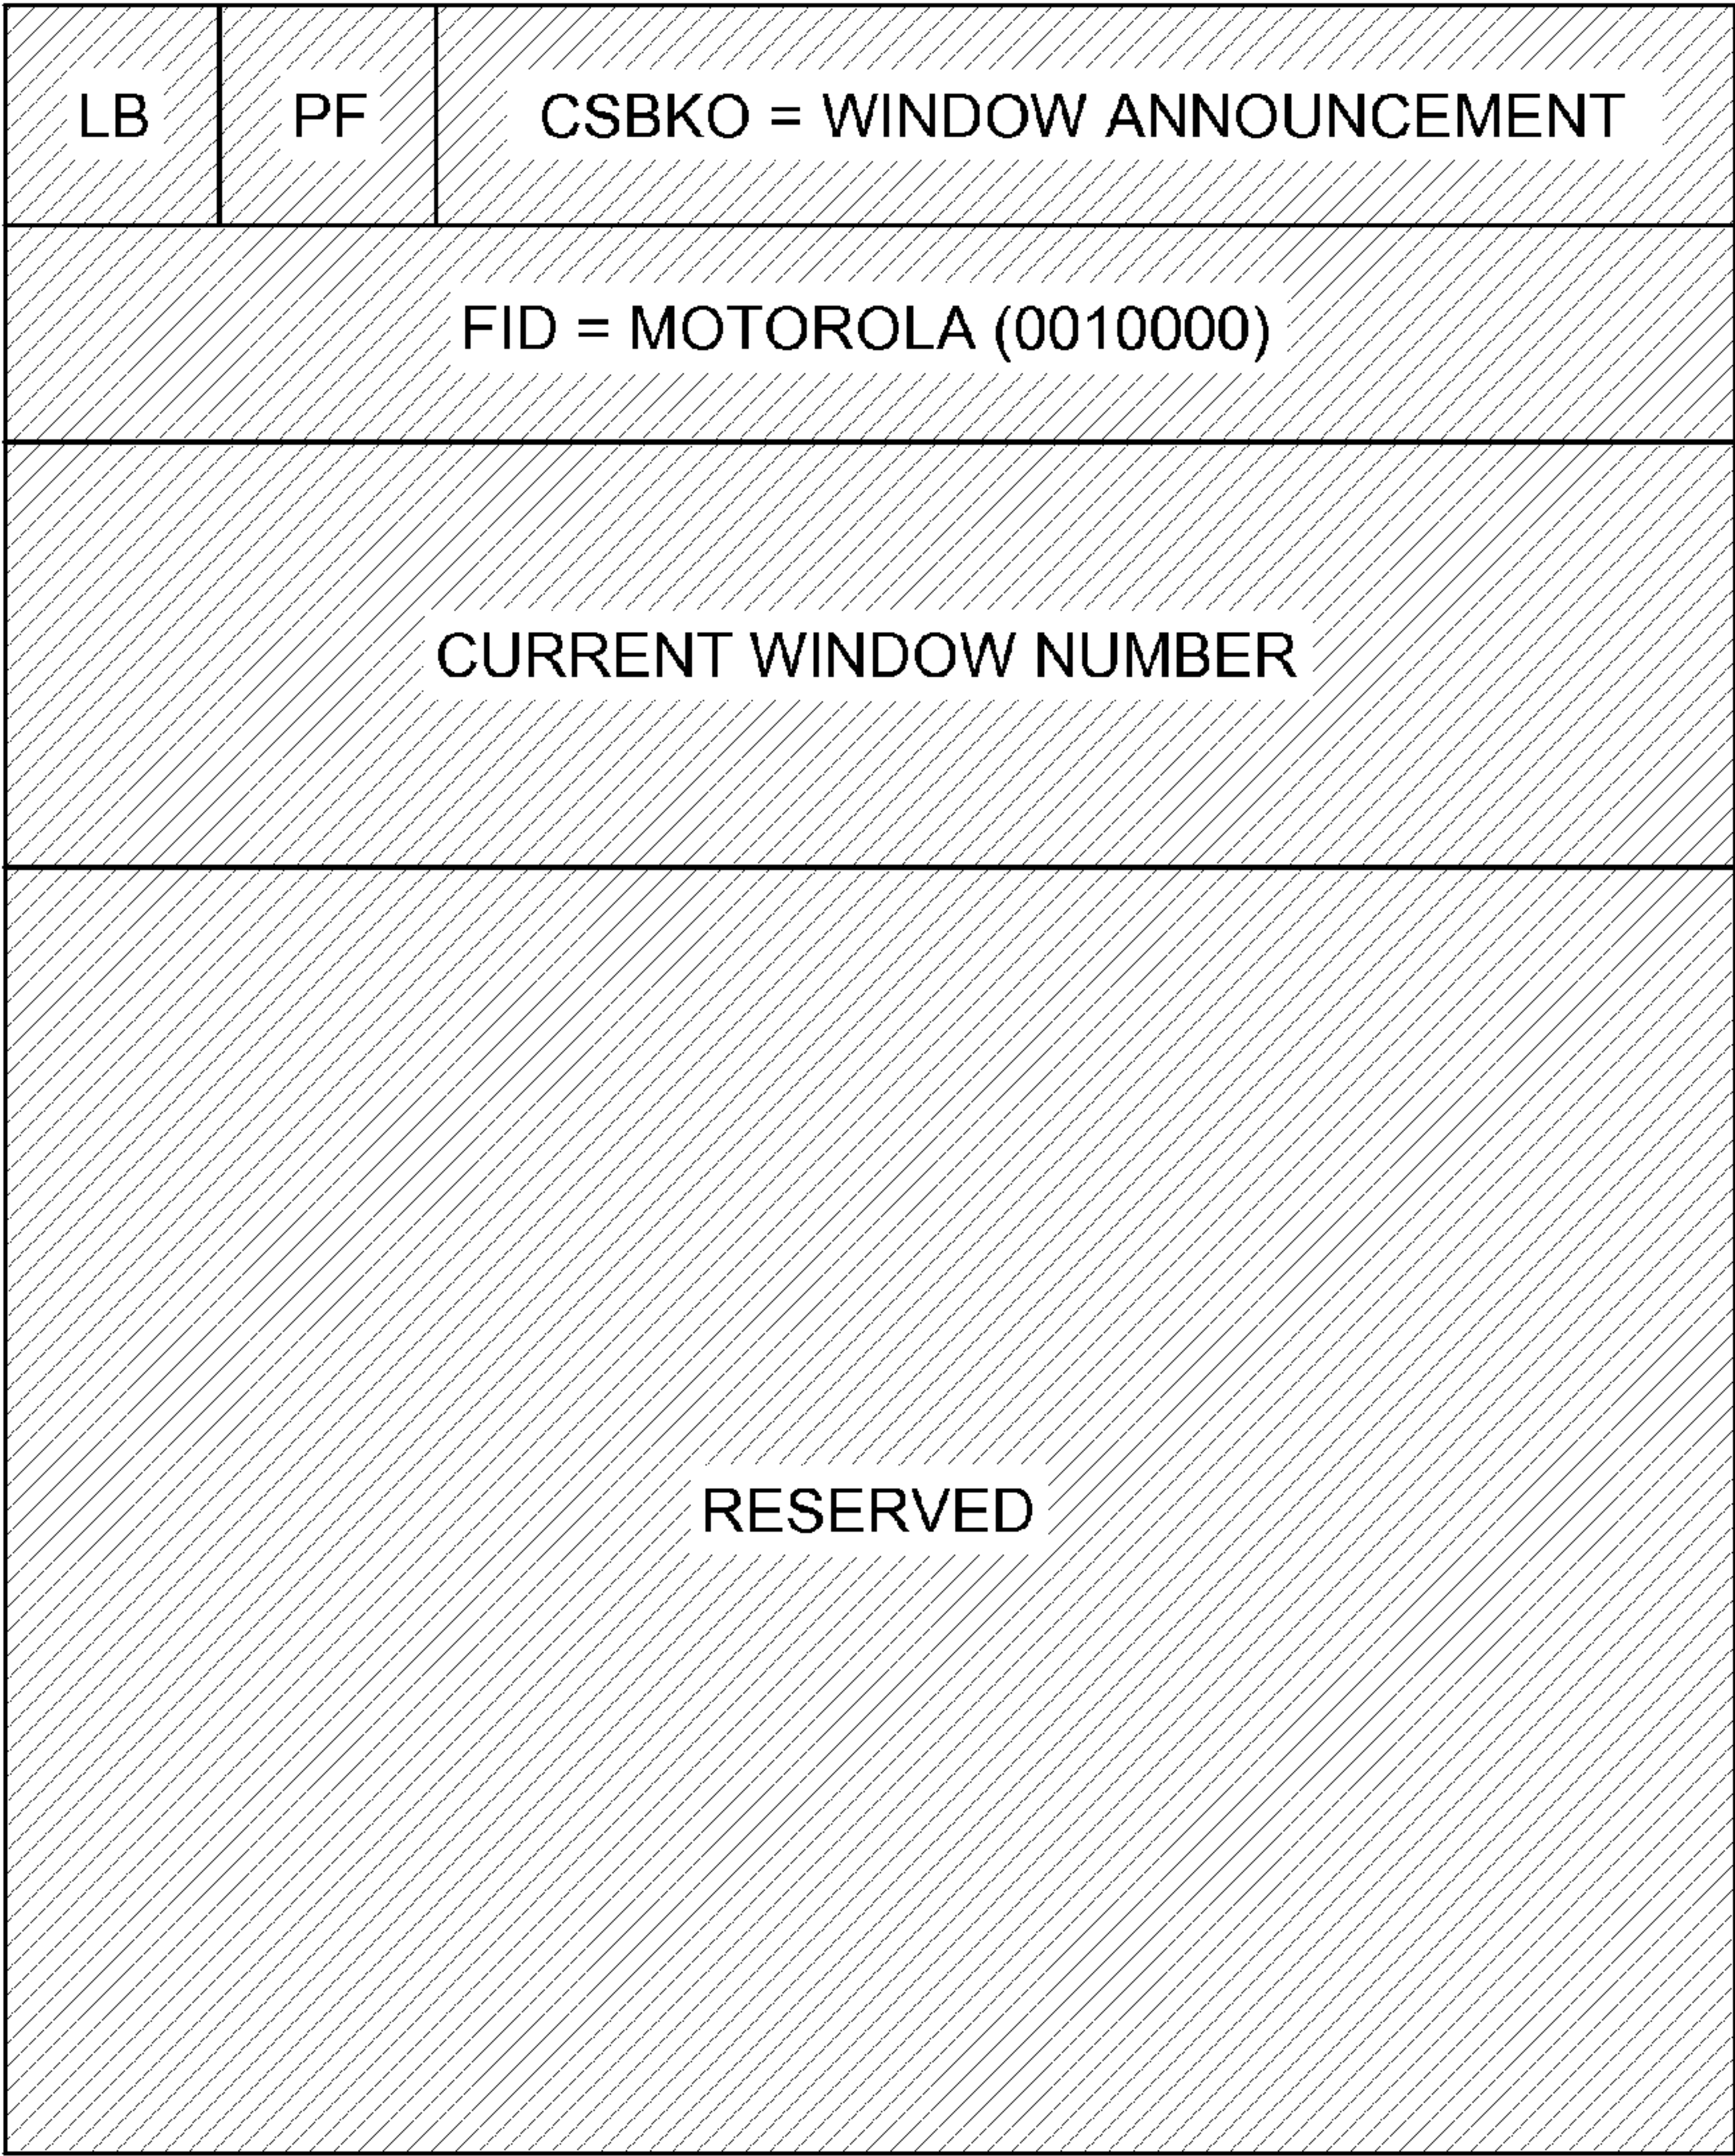 LB PF CSBKO = WINDOW ANNOUNCEMENT
FID = MOTOROLA (0010000)
CURRENT WINDOW NUMBER
RESERVED